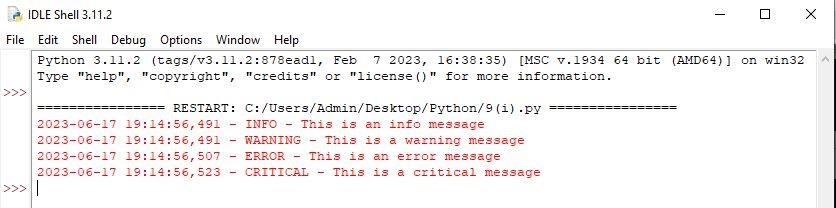 IDLE Shell 3.11.2
File Edit Shell Debug Options Window Help
Python 3.11.2 (tags/v3.11.2:878ead1, Feb  7 2023, 16:38:35) [MSC v.1934 64 bit (AMD64)] on win32
Type "help", "copyright", "credits" or "license()" for more information.
>>>
================ RESTART: C:/Users/Admin/Desktop/Python/9(i).py ================
2023-06-17 19:14:56,491 - INFO - This is an info message
2023-06-17 19:14:56,491 - WARNING - This is a warning message
2023-06-17 19:14:56,507 - ERROR - This is an error message
2023-06-17 19:14:56,523 - CRITICAL - This is a critical message
>>>